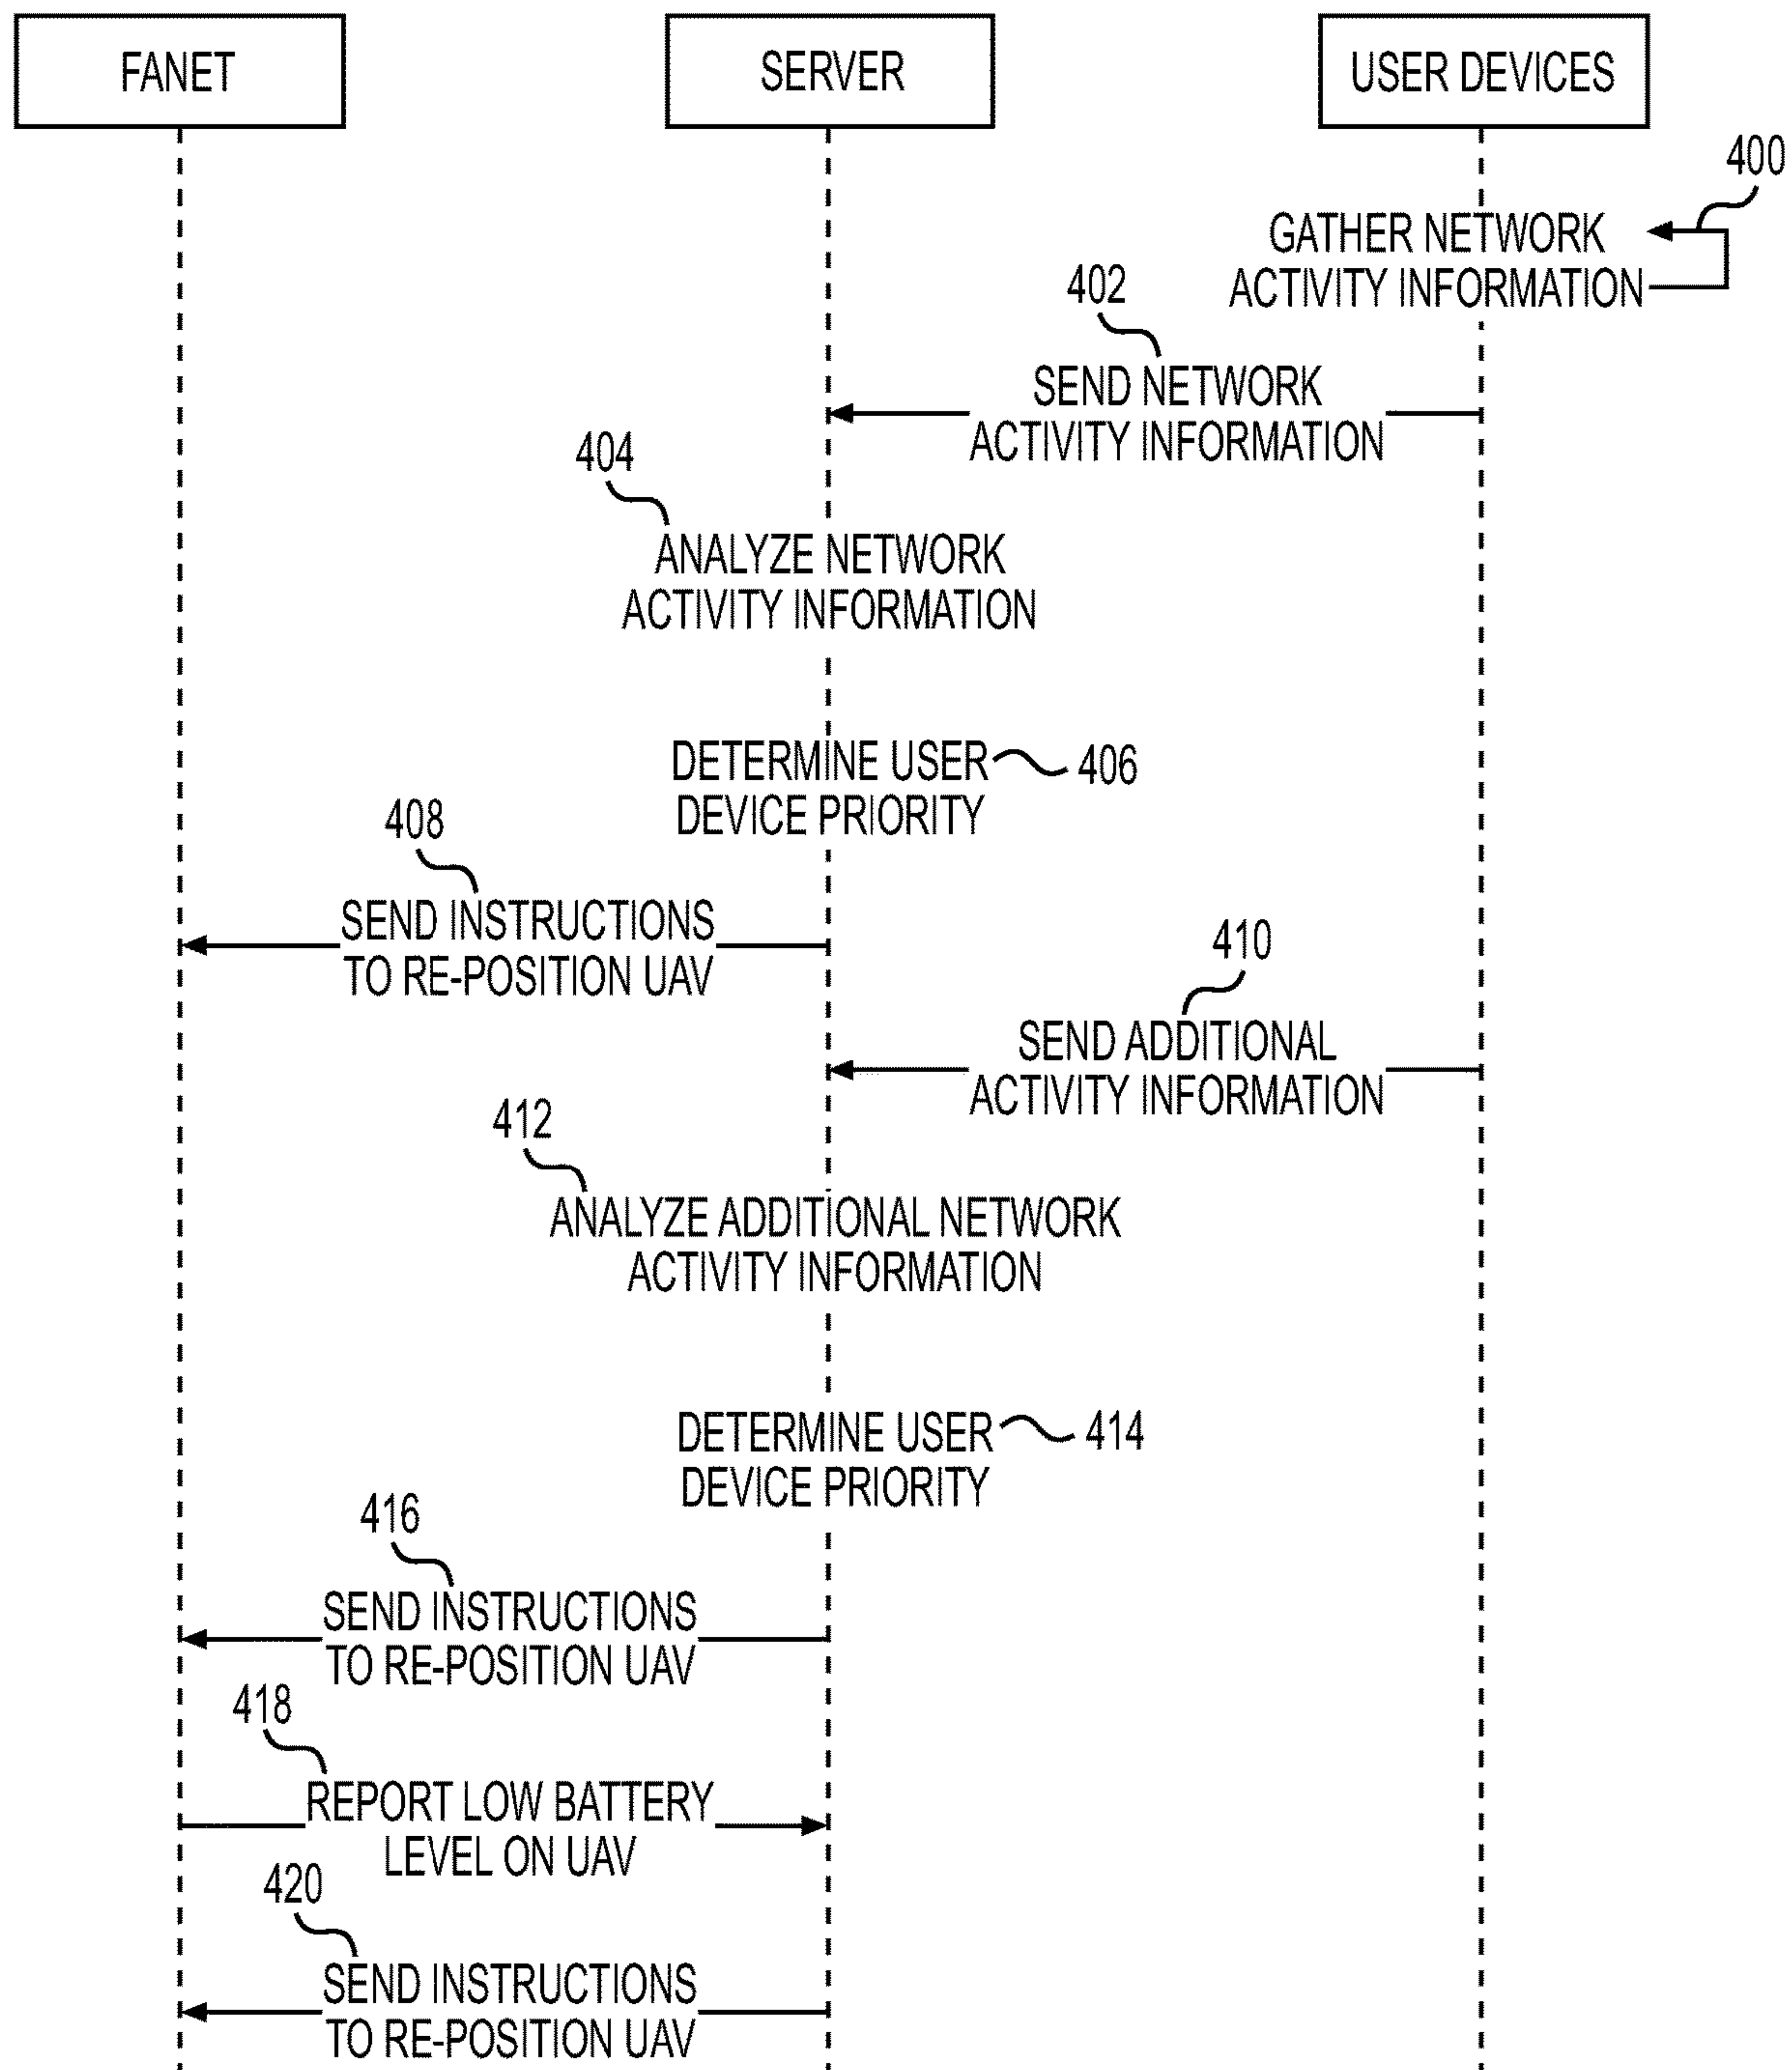 FANET
SERVER
USER DEVICES
400
GATHER NETWORK
ACTIVITY INFORMATION
402
SEND NETWORK
ACTIVITY INFORMATION
404
ANALYZE NETWORK
ACTIVITY INFORMATION
DETERMINE USER
DEVICE PRIORITY
406
408
SEND INSTRUCTIONS
TO RE-POSITION UAV
410
SEND ADDITIONAL
ACTIVITY INFORMATION
412
ANALYZE ADDITIONAL NETWORK
ACTIVITY INFORMATION
DETERMINE USER
DEVICE PRIORITY
414
416
SEND INSTRUCTIONS
TO RE-POSITION UAV
418
REPORT LOW BATTERY
LEVEL ON UAV
420
SEND INSTRUCTIONS
TO RE-POSITION UAV